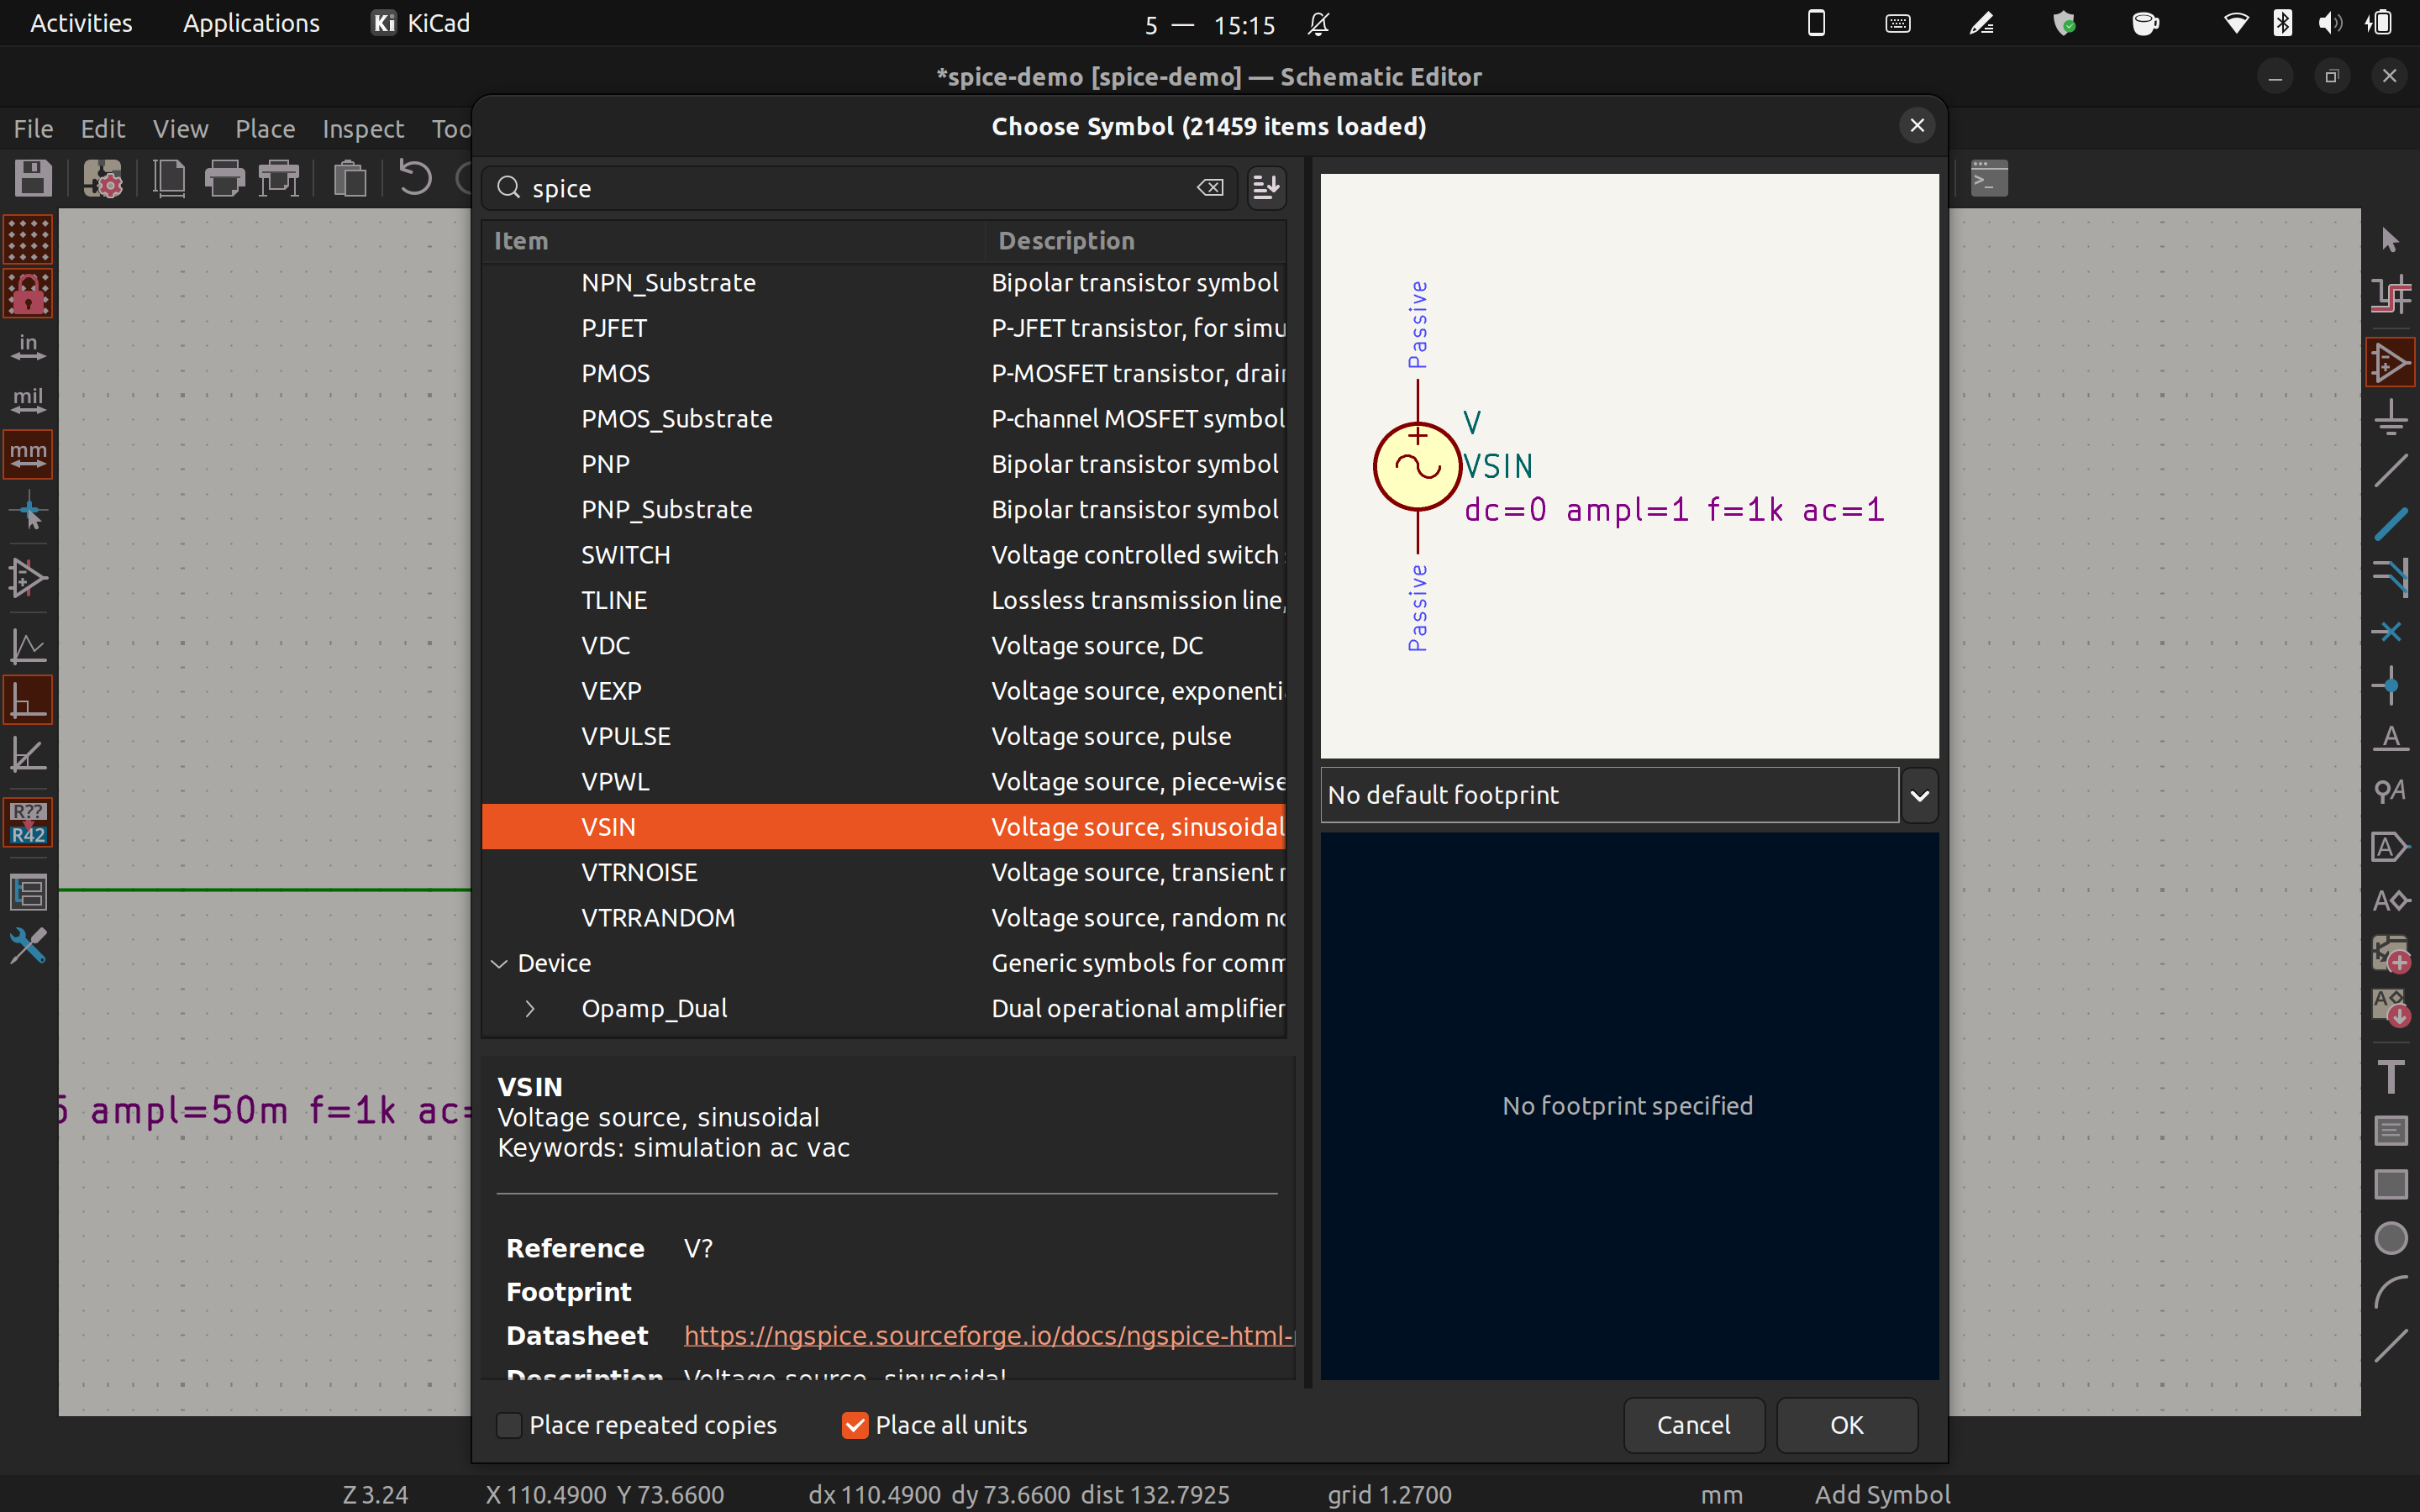 Activities Applications Ki KiCad 5 — 15:15
*spice-demo [spice-demo] — Schematic Editor
File Edit View Place Inspect Too
Choose Symbol (21459 items loaded)
spice
Item Description
NPN_Substrate Bipolar transistor symbol
PJFET P-JFET transistor, for simu
PMOS P-MOSFET transistor, drain
PMOS_Substrate P-channel MOSFET symbol
PNP Bipolar transistor symbol
PNP_Substrate Bipolar transistor symbol
SWITCH Voltage controlled switch
TLINE Lossless transmission line,
VDC Voltage source, DC
VEXP Voltage source, exponenti
VPULSE Voltage source, pulse
VPWL Voltage source, piece-wise
VSIN Voltage source, sinusoidal
VTRNOISE Voltage source, transient n
VTRRANDOM Voltage source, random no
Device Generic symbols for comm
Opamp_Dual Dual operational amplifier
VSIN
Voltage source, sinusoidal
Keywords: simulation ac vac
Reference V?
Footprint
Datasheet https://ngspice.sourceforge.io/docs/ngspice-html-
Description Voltage source, sinusoidal
Place repeated copies Place all units
Passive
V
VSIN
dc=0 ampl=1 f=1k ac=1
Passive
No default footprint
No footprint specified
Cancel OK
in
mil
mm
R??
R42
5 ampl=50m f=1k ac=
A
A
A
A
A
T
Z 3.24 X 110.4900 Y 73.6600 dx 110.4900 dy 73.6600 dist 132.7925 grid 1.2700 mm Add Symbol